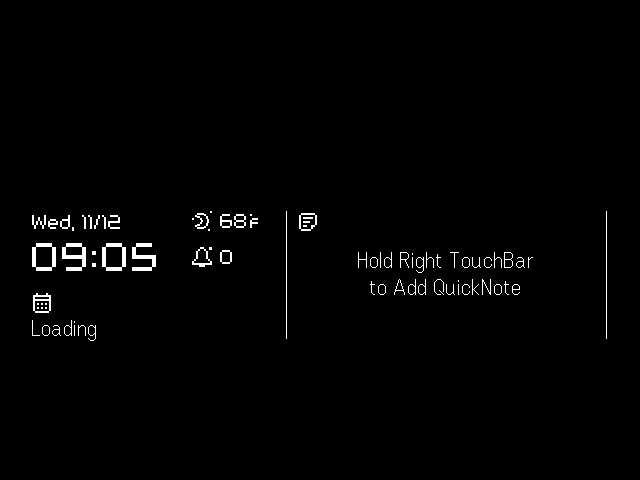 Wed, 11/12
68F
09:05
0
Loading
Hold Right TouchBar
to Add QuickNote